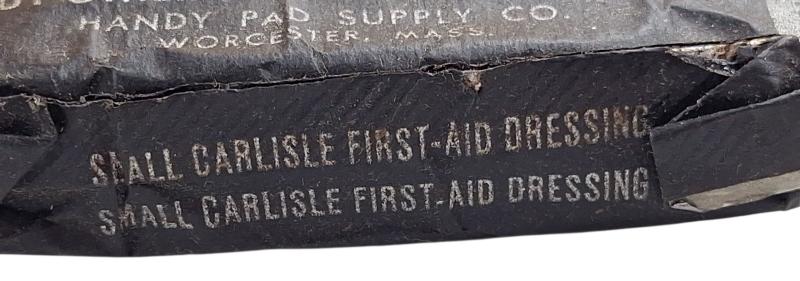 HANDY PAD SUPPLY CO.
WORCESTER, MASS.
SMALL CARLISLE FIRST-AID DRESSING
SMALL CARLISLE FIRST-AID DRESSING